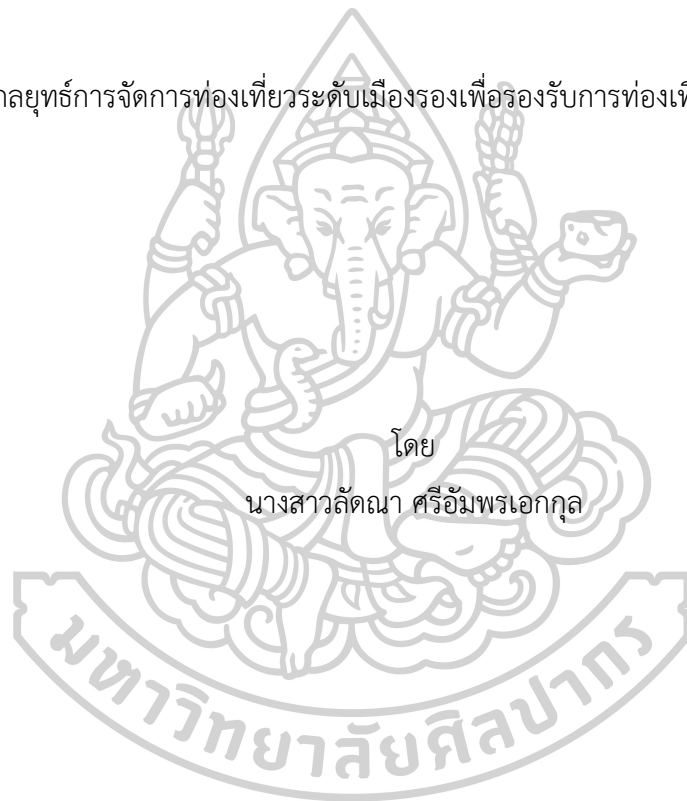 ลยุทธ์การจัดการท่องเที่ยวระดับเมืองรองเพื่อรองรับการท่องเที่
โดย
นางสาวลัดณา ศรีอัมพรเอกกุล
มหาวิทยาลัยศิลปากร